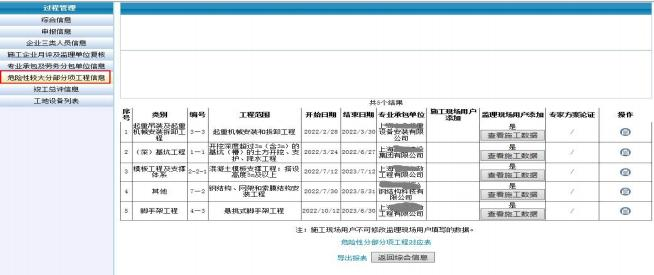 过程管理
综合信息
申报信息
企业三类人员信息
施工企业月评及监理单位复核
专业承包及劳务分包单位信息
危险性较大分部分项工程信息
竣工总评信息
工地设备列表
共5个结果
序号 类别 编号 工程范围 开始日期 结束日期 专业承包单位 施工现场用户添加 监理现场用户添加 专家方案论证 操作
1 起重吊装及起重机械安装拆卸工程 3-3 起重机械安装和拆卸工程 2022/2/28 2022/3/30 上 设备安装有限公司 是 查看施工数据 /
2 (深)基坑工程 1-1 开挖深度超过3m(含3m)的基坑(槽)的土方开挖、支护、降水工程 2022/3/24 2022/6/27 上海 集团有限公司 是 查看施工数据 /
3 模板工程及支撑体系 2-2-1 混凝土模板支撑工程:搭设高度5m及以上 2022/7/12 2023/7/12 上海 工程有限公司 是 查看施工数据 /
4 其他 7-2 钢结构、网架和索膜结构安装工程 2022/7/30 2023/5/31 钢结构科技有限公司 是 查看施工数据 /
5 脚手架工程 4-3 悬挑式脚手架工程 2022/10/12 2023/6/30 上 工程有限公司 是 查看施工数据 /
注:施工现场用户不可修改监理现场用户填写的数据。
危险性分部分项工程对应表
导出报表 返回综合信息